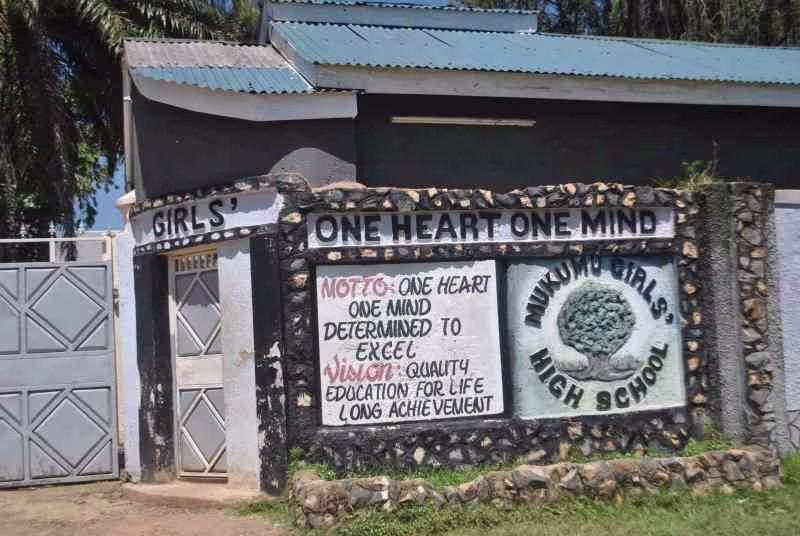 GIRLS'
ONE HEART ONE MIND
MOTTO: ONE HEART
ONE MIND
DETERMINED TO
EXCEL
Vision: QUALITY
EDUCATION FOR LIFE
LONG ACHIEVEMENT
MUKUMU GIRLS'
HIGH SCHOOL